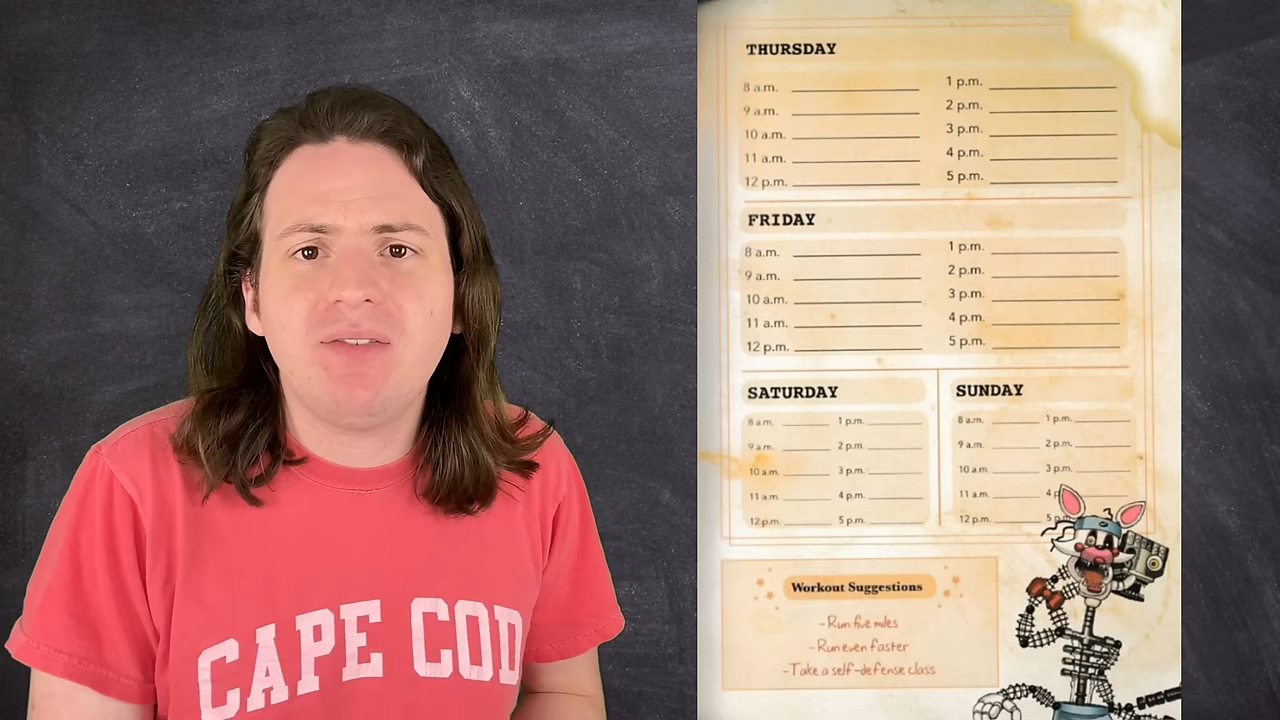 CAPE COD
THURSDAY
8 a.m.
9 a.m.
10 a.m.
11 a.m.
12 p.m.
1 p.m.
2 p.m.
3 p.m.
4 p.m.
5 p.m.
FRIDAY
8 a.m.
9 a.m.
10 a.m.
11 a.m.
12 p.m.
1 p.m.
2 p.m.
3 p.m.
4 p.m.
5 p.m.
SATURDAY
8 a.m.
9 a.m.
10 a.m.
11 a.m.
12 p.m.
1 p.m.
2 p.m.
3 p.m.
4 p.m.
5 p.m.
SUNDAY
8 a.m.
9 a.m.
10 a.m.
11 a.m.
12 p.m.
1 p.m.
2 p.m.
3 p.m.
4 p
5 p
Workout Suggestions
-Run five miles
-Run even faster
-Take a self-defense class